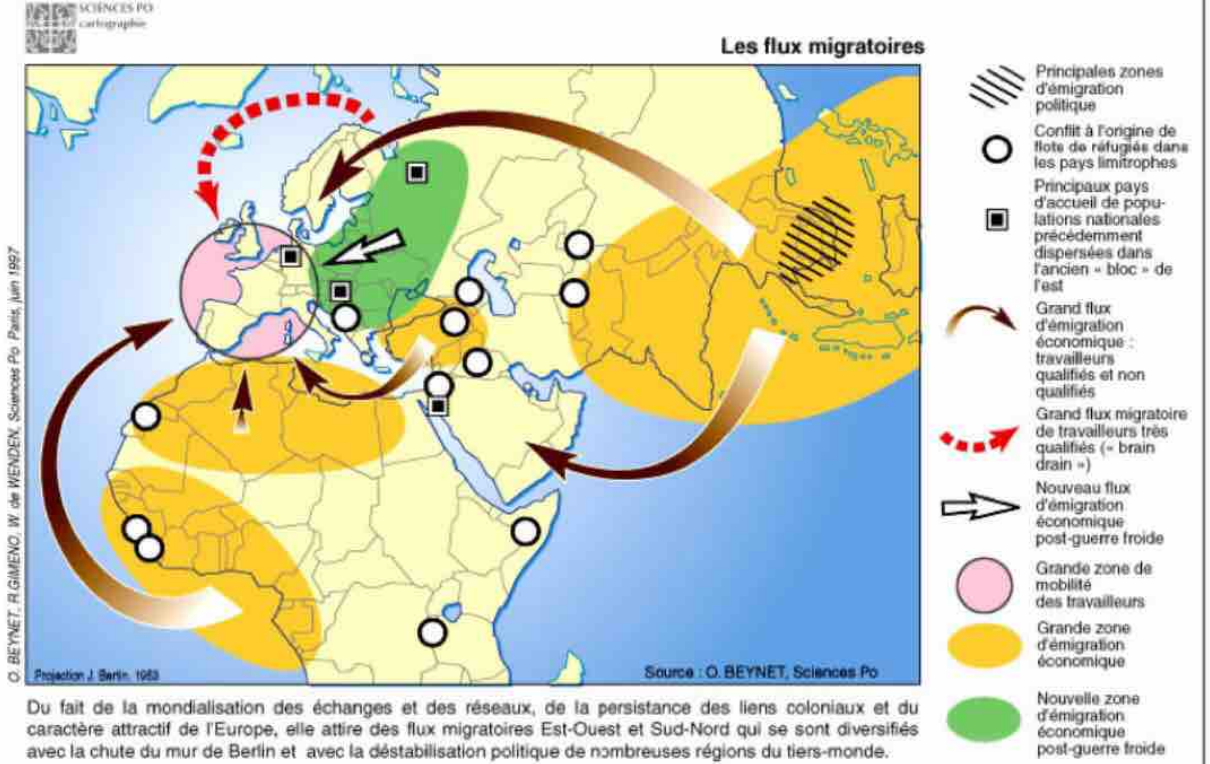 SCIENCES PO
cartographie
Les flux migratoires
Principales zones
d'émigration
politique
Conflit à l'origine de
flots de réfugiés dans
les pays limitrophes
Principaux pays
d'accueil de popu-
lations nationales
précédemment
dispersées dans
l'ancien « bloc » de
l'est
Grand flux
d'émigration
économique :
travailleurs
qualifiés et non
qualifiés
Grand flux migratoire
de travailleurs très
qualifiés (« brain
drain »)
Nouveau flux
d'émigration
économique
post-guerre froide
Grande zone de
mobilité
des travailleurs
Grande zone
d'émigration
économique
Nouvelle zone
d'émigration
économique
post-guerre froide
O. BEYNET, R.GIMENO, W. de WENDEN, Sciences Po Paris, juin 1997
Projection J. Bertin, 1953
Source : O. BEYNET, Sciences Po
Du fait de la mondialisation des échanges et des réseaux, de la persistance des liens coloniaux et du
caractère attractif de l'Europe, elle attire des flux migratoires Est-Ouest et Sud-Nord qui se sont diversifiés
avec la chute du mur de Berlin et avec la déstabilisation politique de nombreuses régions du tiers-monde.